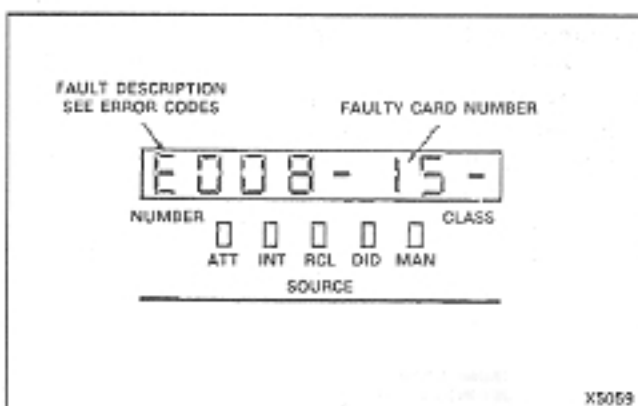 FAULT DESCRIPTION
SEE ERROR CODES
FAULTY CARD NUMBER
E008-15-
NUMBER
CLASS
ATT INT RCL DID MAN
SOURCE
X5059